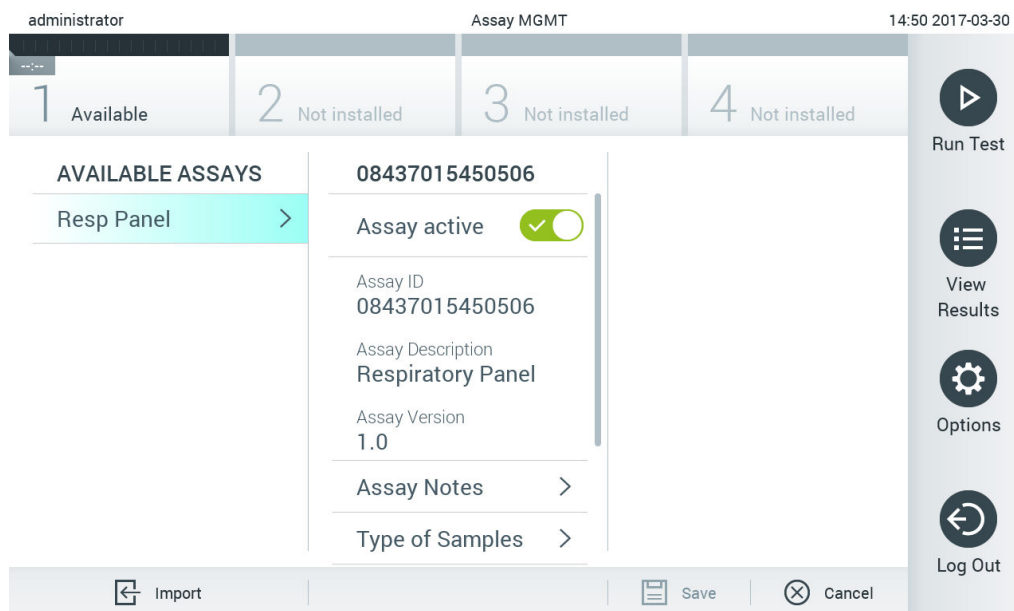 administrator Assay MGMT 14:50 2017-03-30
--:--
1 Available 2 Not installed 3 Not installed 4 Not installed
Run Test
AVAILABLE ASSAYS
Resp Panel
08437015450506
Assay active
Assay ID
08437015450506
Assay Description
Respiratory Panel
Assay Version
1.0
Assay Notes
Type of Samples
View
Results
Options
Log Out
Import Save Cancel